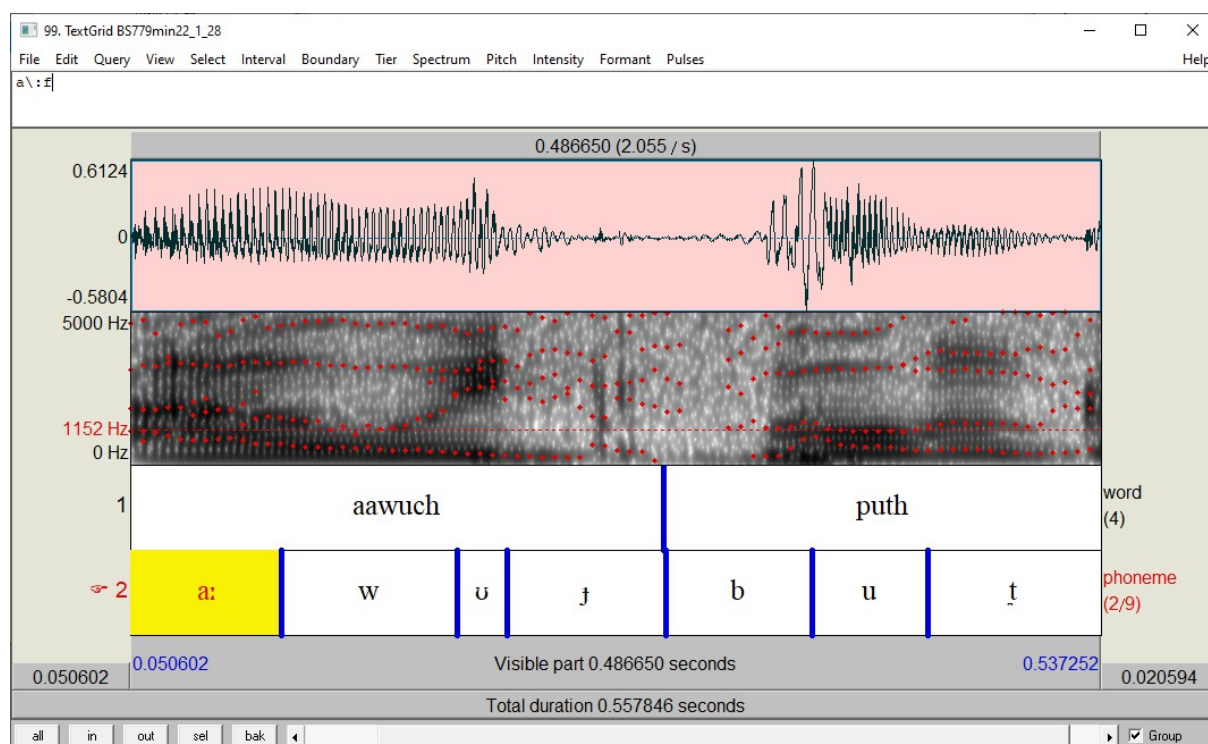 99. TextGrid BS779min22_1_28
File Edit Query View Select Interval Boundary Tier Spectrum Pitch Intensity Formant Pulses Help
a\:f
0.486650 (2.055 / s)
0.6124
0
-0.5804
5000 Hz
1152 Hz
0 Hz
1 aawuch puth word
(4)
☞ 2 aː w ʊ ɟ b u t̪ phoneme
(2/9)
0.050602 Visible part 0.486650 seconds 0.537252
0.050602 0.020594
Total duration 0.557846 seconds
all in out sel bak Group